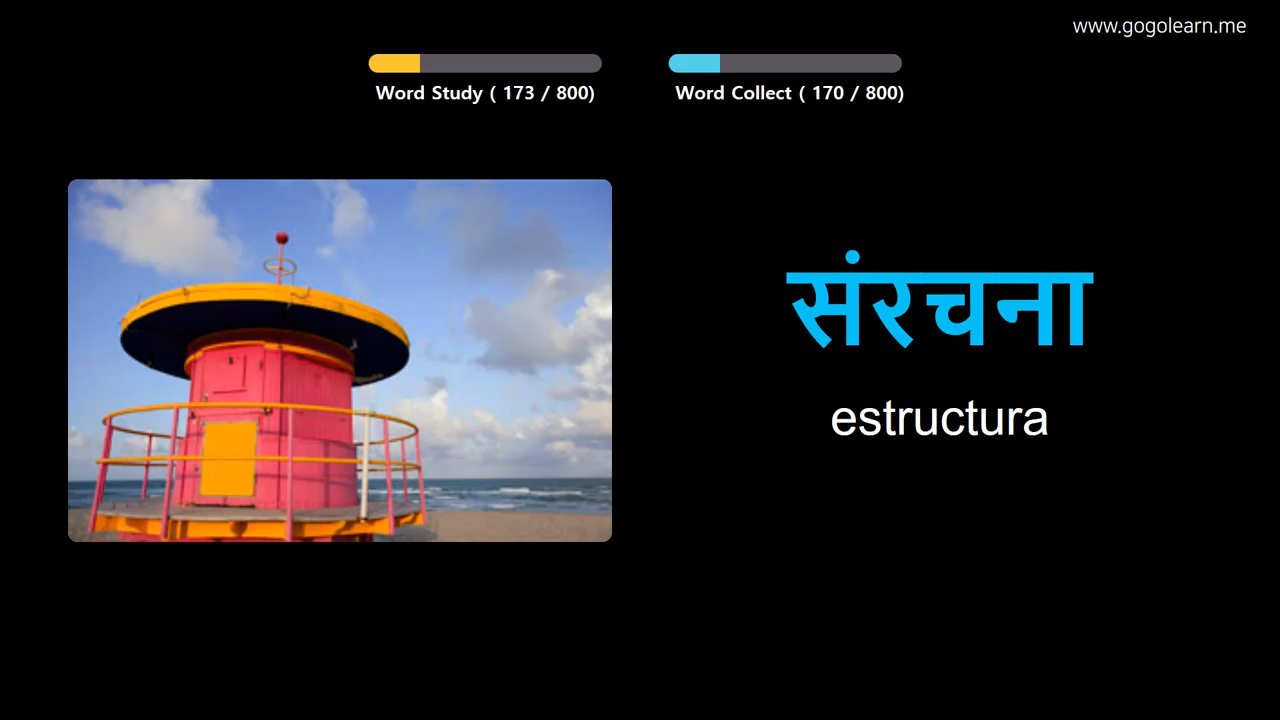 www.gogolearn.me
Word Study ( 173 / 800)
Word Collect ( 170 / 800)
संरचना
estructura